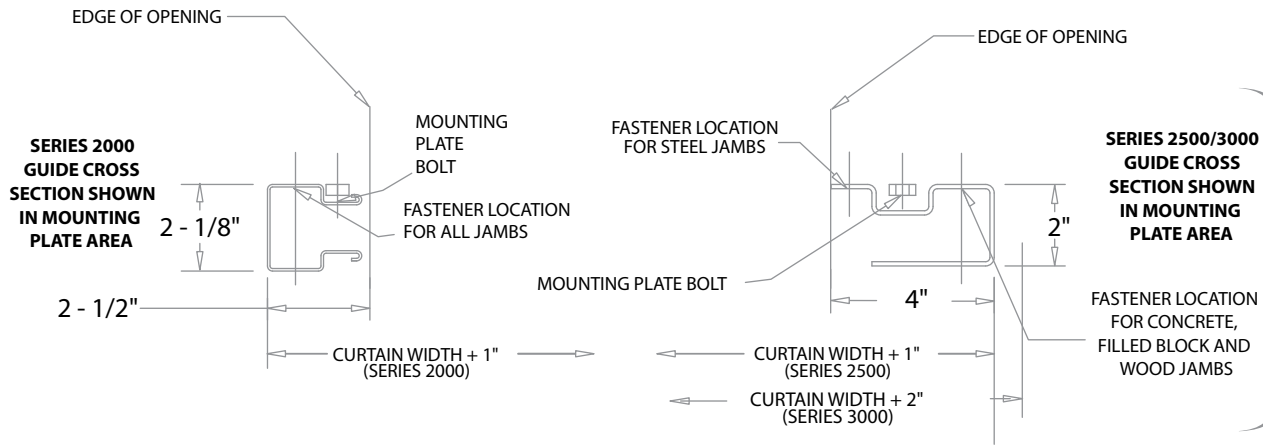 EDGE OF OPENING
SERIES 2000
GUIDE CROSS
SECTION SHOWN
IN MOUNTING
PLATE AREA
MOUNTING
PLATE
BOLT
2 - 1/8"
FASTENER LOCATION
FOR ALL JAMBS
2 - 1/2"
CURTAIN WIDTH + 1"
(SERIES 2000)
EDGE OF OPENING
FASTENER LOCATION
FOR STEEL JAMBS
SERIES 2500/3000
GUIDE CROSS
SECTION SHOWN
IN MOUNTING
PLATE AREA
2"
MOUNTING PLATE BOLT
4"
FASTENER LOCATION
FOR CONCRETE,
FILLED BLOCK AND
WOOD JAMBS
CURTAIN WIDTH + 1"
(SERIES 2500)
CURTAIN WIDTH + 2"
(SERIES 3000)